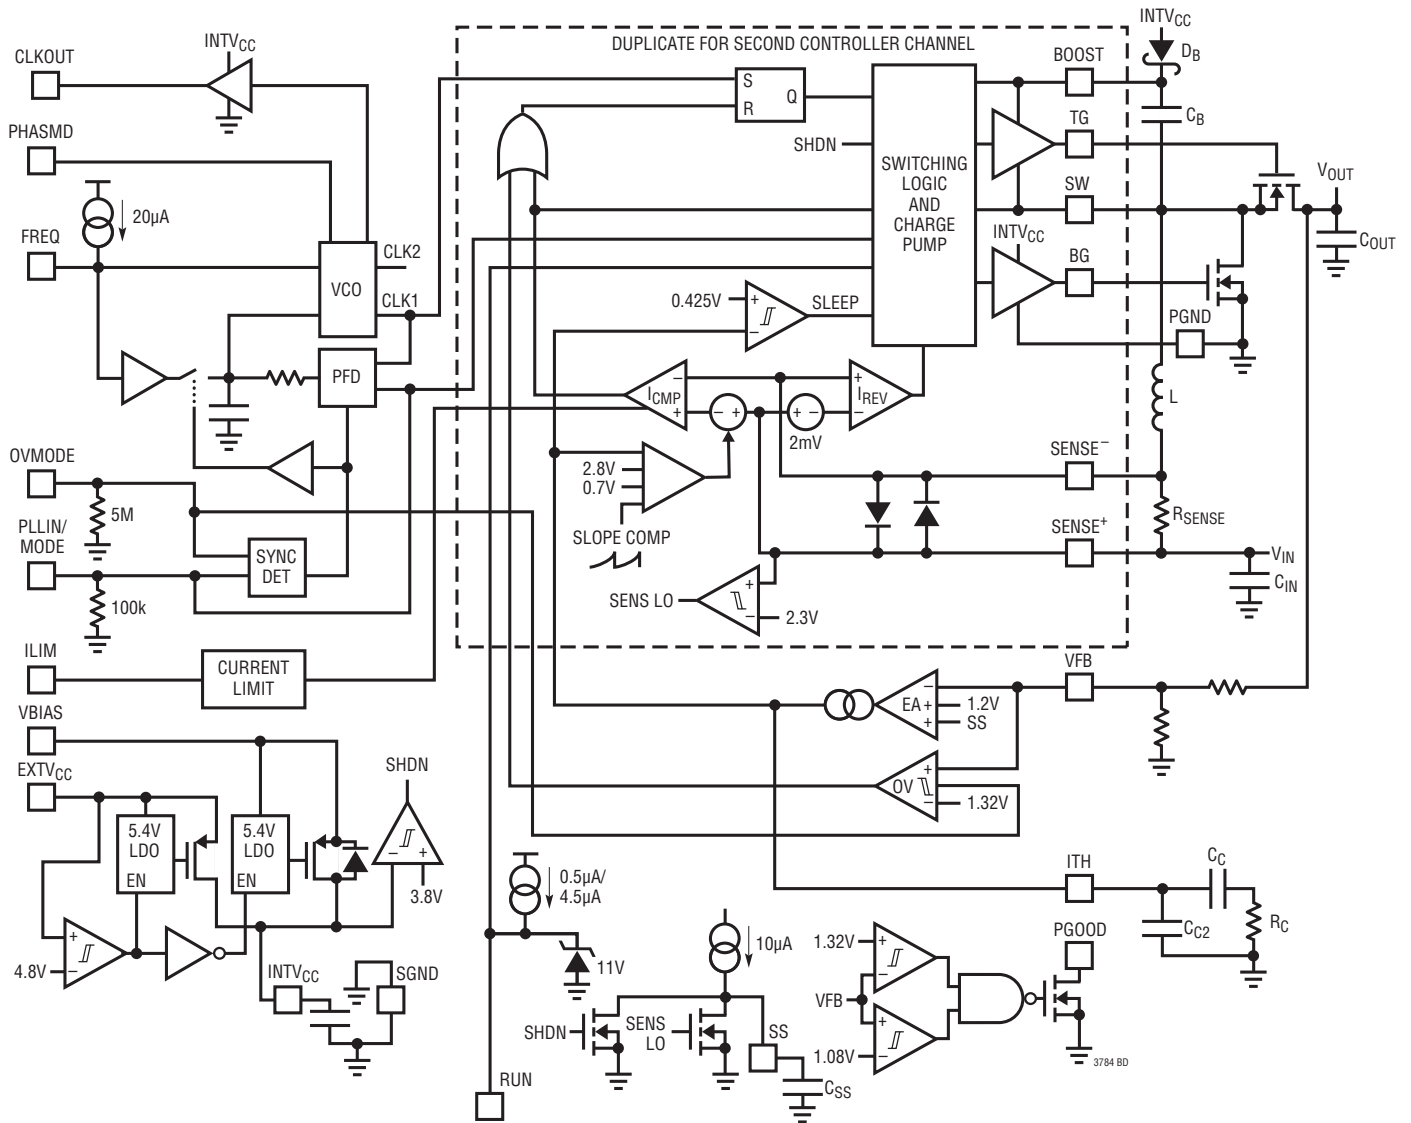 INTVCC
DUPLICATE FOR SECOND CONTROLLER CHANNEL
INTVCC
DB
CLKOUT
BOOST
CB
S
R
Q
PHASMD
TG
SHDN
SWITCHING
LOGIC
AND
CHARGE
PUMP
VOUT
20µA
SW
COUT
FREQ
CLK2
VCO
CLK1
INTVCC
BG
0.425V
+
−
SLEEP
PGND
PFD
ICMP
−
+
− +
+ −
2mV
+
−
IREV
L
OVMODE
5M
2.8V
0.7V
SLOPE COMP
SENSE−
RSENSE
PLLIN/
MODE
SYNC
DET
SENSE+
VIN
CIN
100k
SENS LO
+
−
2.3V
ILIM
CURRENT
LIMIT
VFB
VBIAS
EA
−
+
+
1.2V
SS
EXTVCC
SHDN
OV
+
−
1.32V
5.4V
LDO
EN
5.4V
LDO
EN
−
+
3.8V
0.5µA/
4.5µA
ITH
CC
RC
CC2
+
−
4.8V
11V
10µA
1.32V
+
−
PGOOD
INTVCC
SGND
VFB
SHDN
SENS
LO
SS
+
−
1.08V
3784 BD
RUN
CSS